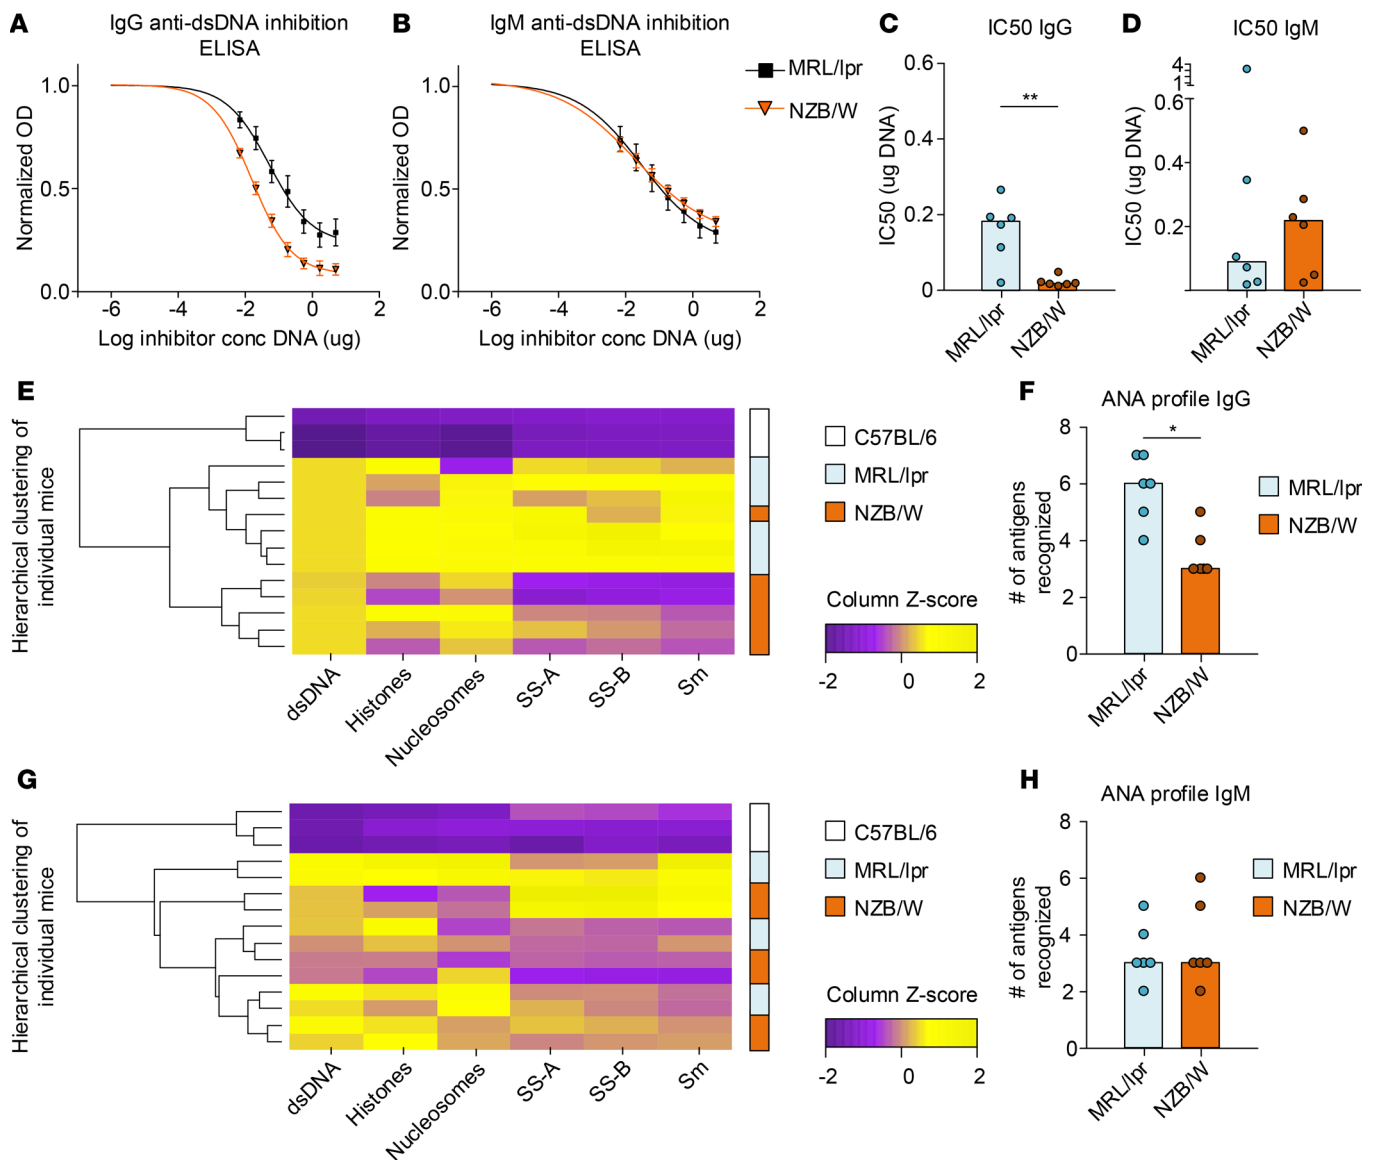 A
IgG anti-dsDNA inhibition
ELISA
Normalized OD
1.0
0.5
0.0
-6
-4
-2
0
2
Log inhibitor conc DNA (ug)
B
IgM anti-dsDNA inhibition
ELISA
Normalized OD
1.0
0.5
0.0
-6
-4
-2
0
2
Log inhibitor conc DNA (ug)
MRL/lpr
NZB/W
C
IC50 IgG
IC50 (ug DNA)
0.6
0.4
0.2
0
**
MRL/lpr
NZB/W
D
IC50 IgM
IC50 (ug DNA)
4
1
0.6
0.4
0.2
MRL/lpr
NZB/W
E
Hierarchical clustering of
individual mice
dsDNA
Histones
Nucleosomes
SS-A
SS-B
Sm
C57BL/6
MRL/lpr
NZB/W
Column Z-score
-2
0
2
F
ANA profile IgG
# of antigens
recognized
8
6
4
2
0
*
MRL/lpr
NZB/W
MRL/lpr
NZB/W
G
Hierarchical clustering of
individual mice
dsDNA
Histones
Nucleosomes
SS-A
SS-B
Sm
C57BL/6
MRL/lpr
NZB/W
Column Z-score
-2
0
2
H
ANA profile IgM
# of antigens
recognized
8
6
4
2
0
MRL/lpr
NZB/W
MRL/lpr
NZB/W